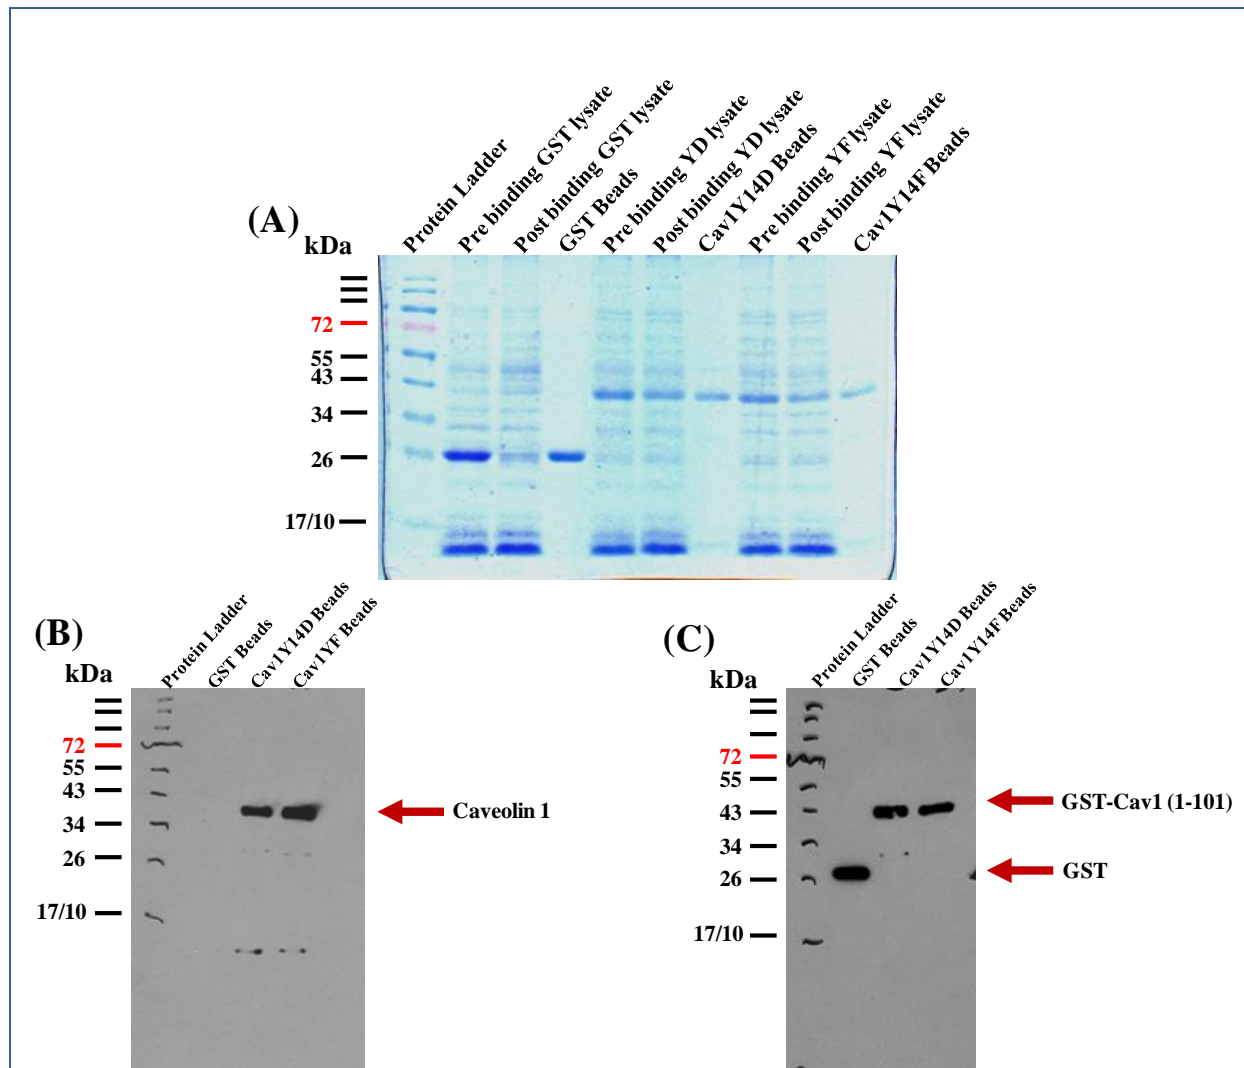 (A)
kDa
Protein Ladder
Pre binding GST lysate
Post binding GST lysate
GST Beads
Pre binding YD lysate
Post binding YD lysate
Cav1Y14D Beads
Pre binding YF lysate
Post binding YF lysate
Cav1Y14F Beads
72
55
43
34
26
17/10
(B)
kDa
Protein Ladder
GST Beads
Cav1Y14D Beads
Cav1YF Beads
72
55
43
34
26
17/10
Caveolin 1
(C)
kDa
Protein Ladder
GST Beads
Cav1Y14D Beads
Cav1Y14F Beads
72
55
43
34
26
17/10
GST-Cav1 (1-101)
GST